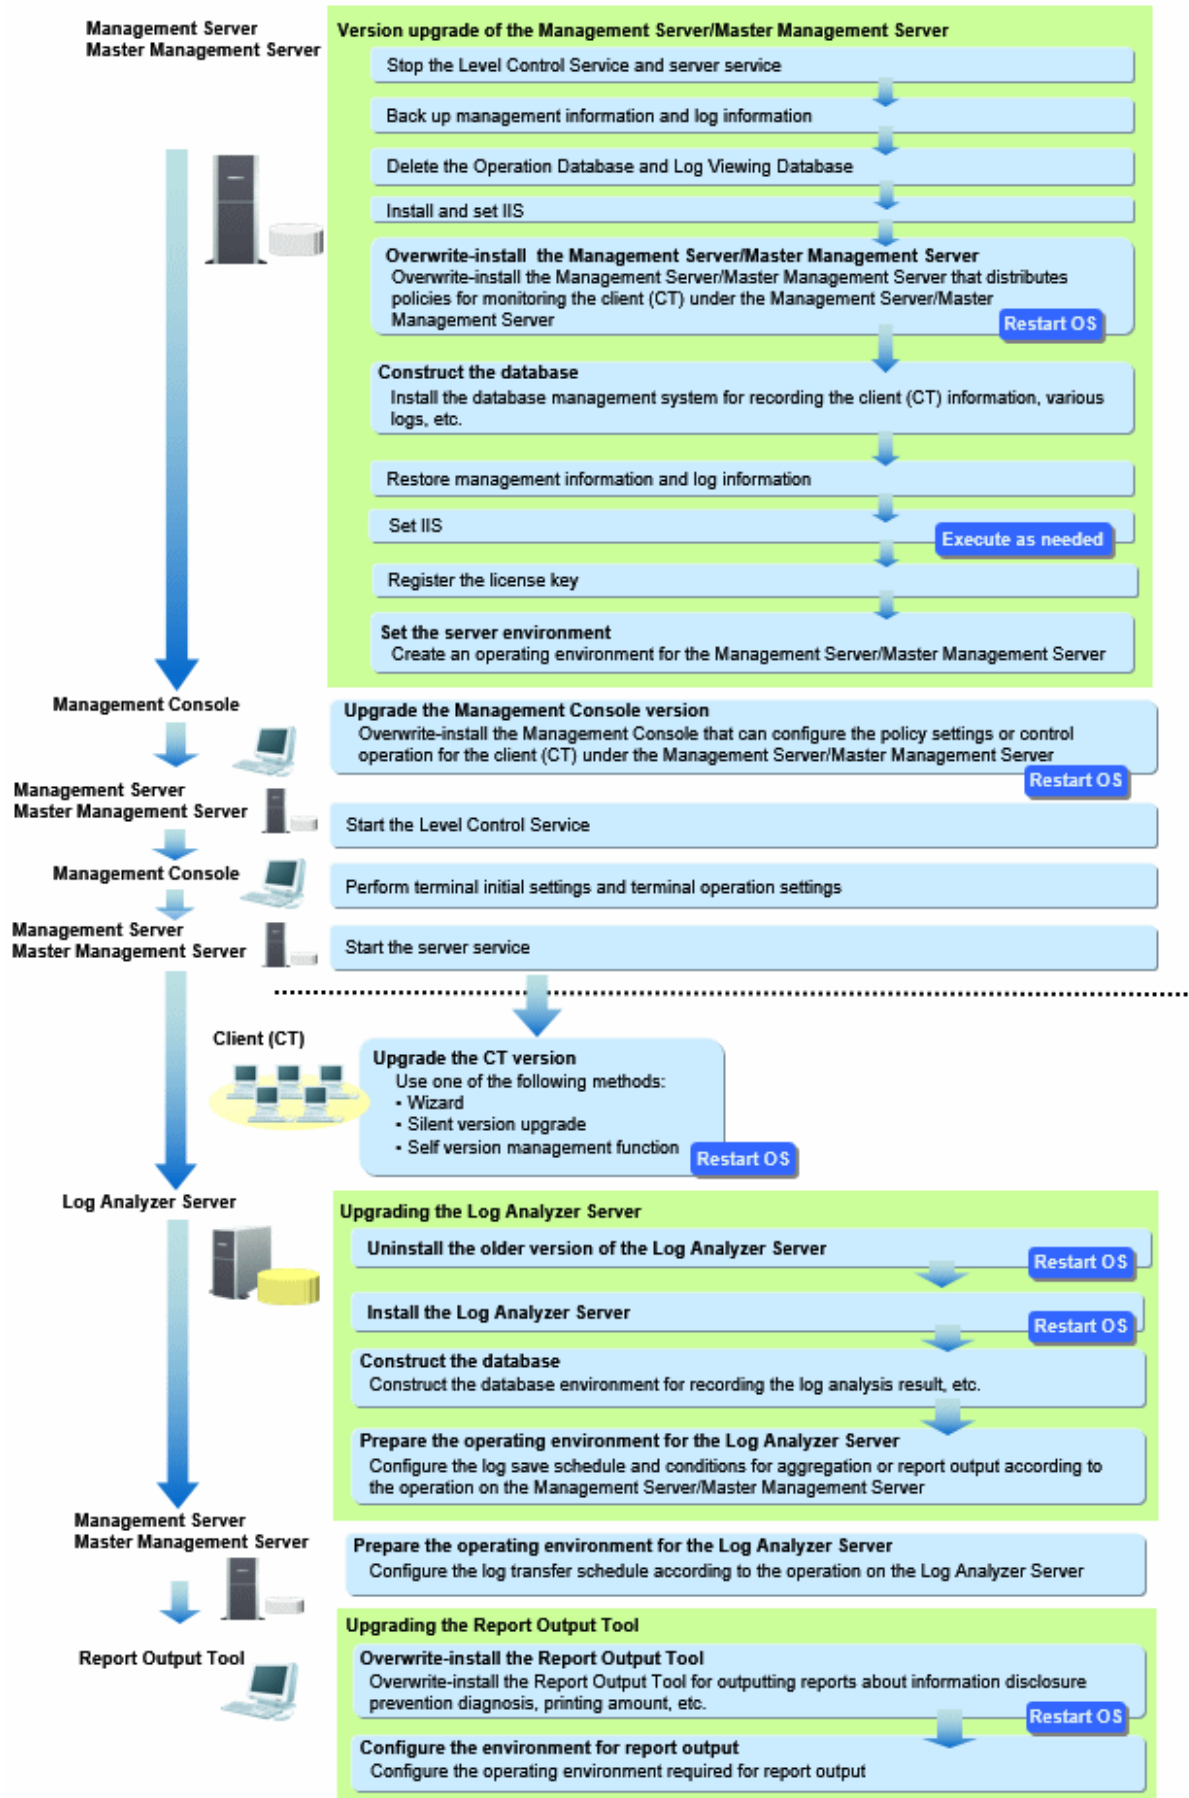 Management Server
Master Management Server
Version upgrade of the Management Server/Master Management Server
Stop the Level Control Service and server service
Back up management information and log information
Delete the Operation Database and Log Viewing Database
Install and set IIS
Overwrite-install the Management Server/Master Management Server
Overwrite-install the Management Server/Master Management Server that distributes
policies for monitoring the client (CT) under the Management Server/Master
Management Server
Restart OS
Construct the database
Install the database management system for recording the client (CT) information, various
logs, etc.
Restore management information and log information
Set IIS
Execute as needed
Register the license key
Set the server environment
Create an operating environment for the Management Server/Master Management Server
Management Console
Upgrade the Management Console version
Overwrite-install the Management Console that can configure the policy settings or control
operation for the client (CT) under the Management Server/Master Management Server
Restart OS
Management Server
Master Management Server
Start the Level Control Service
Management Console
Perform terminal initial settings and terminal operation settings
Management Server
Master Management Server
Start the server service
Client (CT)
Upgrade the CT version
Use one of the following methods:
▪ Wizard
▪ Silent version upgrade
▪ Self version management function
Restart OS
Log Analyzer Server
Upgrading the Log Analyzer Server
Uninstall the older version of the Log Analyzer Server
Restart OS
Install the Log Analyzer Server
Restart OS
Construct the database
Construct the database environment for recording the log analysis result, etc.
Prepare the operating environment for the Log Analyzer Server
Configure the log save schedule and conditions for aggregation or report output according to
the operation on the Management Server/Master Management Server
Management Server
Master Management Server
Prepare the operating environment for the Log Analyzer Server
Configure the log transfer schedule according to the operation on the Log Analyzer Server
Upgrading the Report Output Tool
Report Output Tool
Overwrite-install the Report Output Tool
Overwrite-install the Report Output Tool for outputting reports about information disclosure
prevention diagnosis, printing amount, etc.
Restart OS
Configure the environment for report output
Configure the operating environment required for report output